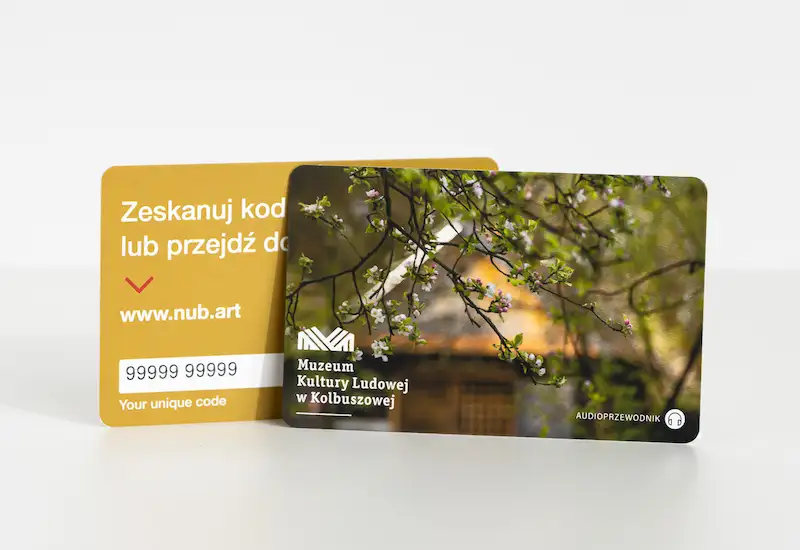 Zeskanuj kod
lub przejdź do
www.nub.art
99999 99999
Your unique code
Muzeum
Kultury Ludowej
w Kolbuszowej
AUDIOPRZEWODNIK